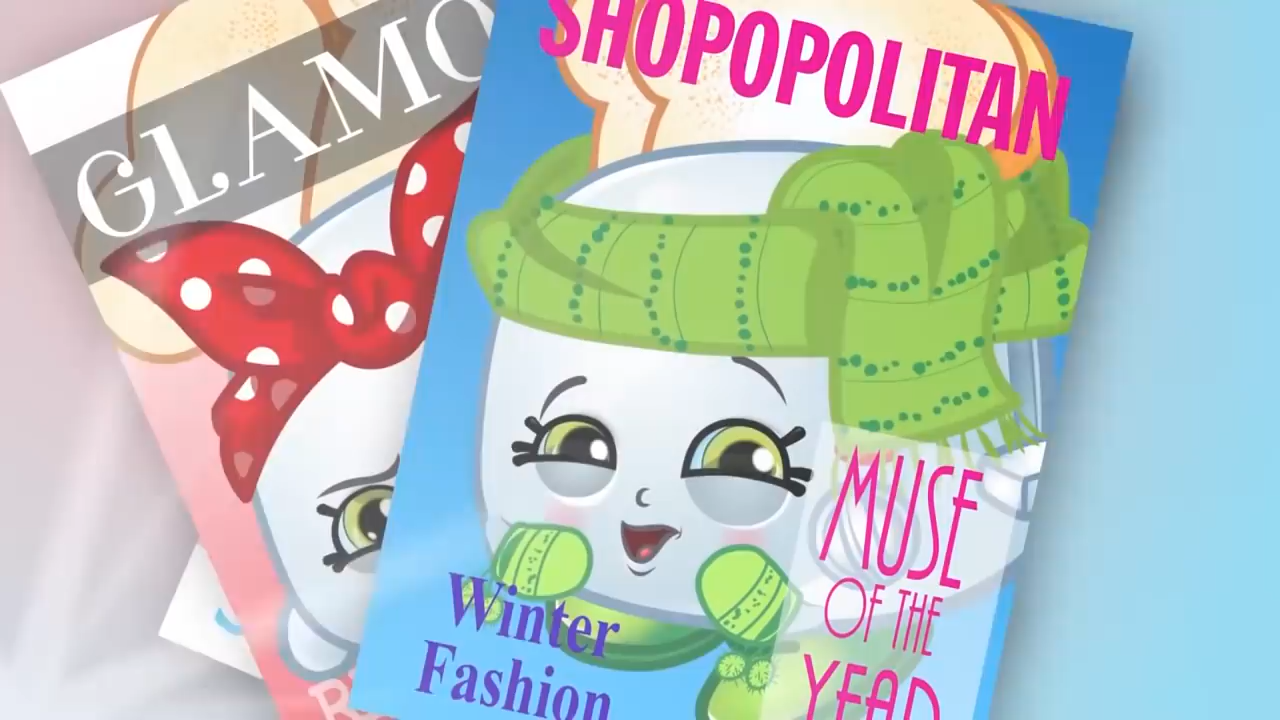 GLAMO
SHOPOPOLITAN
MUSE
OF THE
YEAR
Winter
Fashion